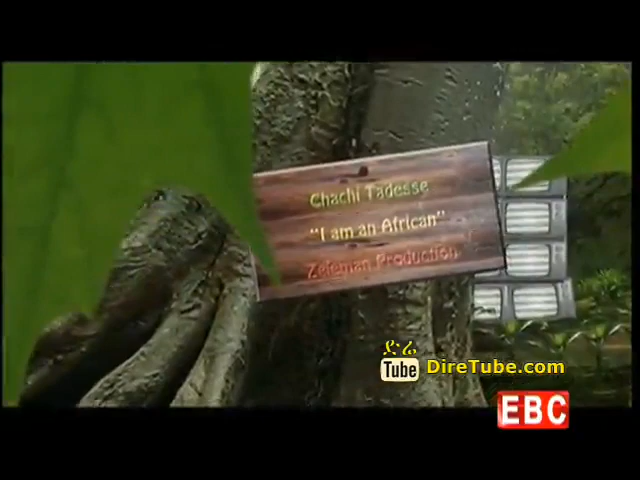 Chachi Tadesse
"I am an African"
Zeleman Production
ድሬ
Tube
DireTube.com
EBC